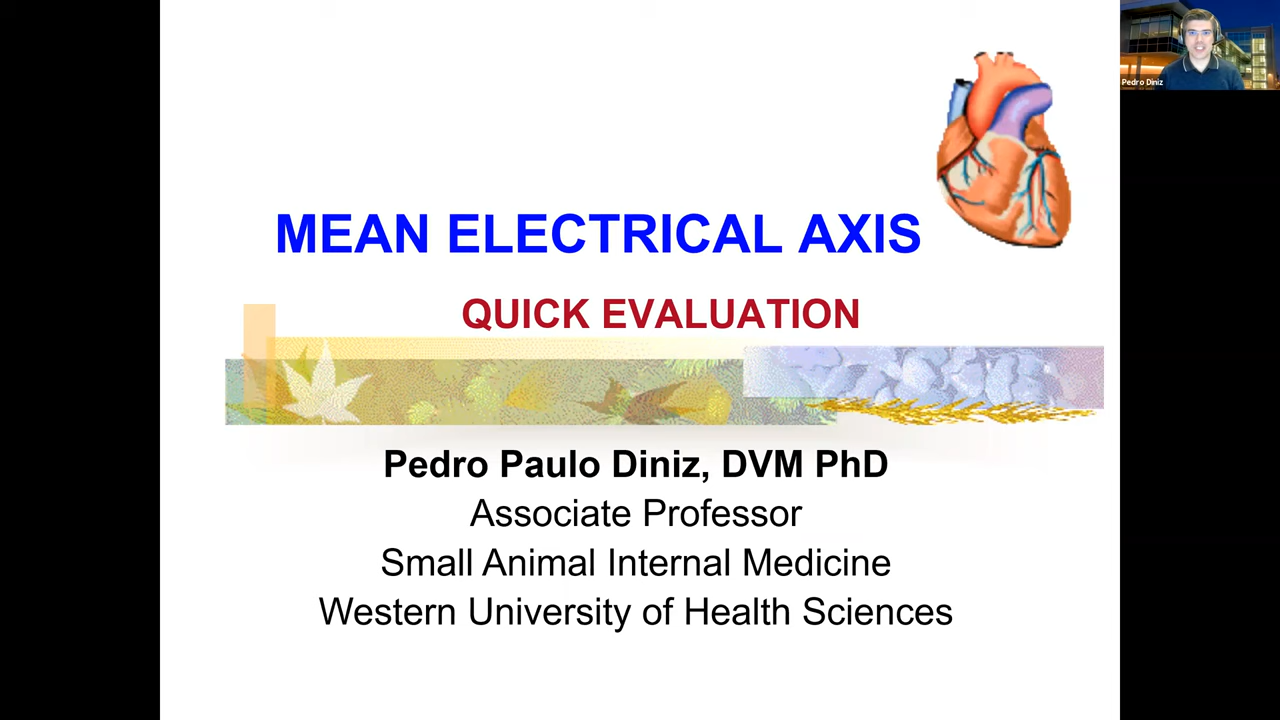 Pedro Diniz
MEAN ELECTRICAL AXIS
QUICK EVALUATION
Pedro Paulo Diniz, DVM PhD
Associate Professor
Small Animal Internal Medicine
Western University of Health Sciences